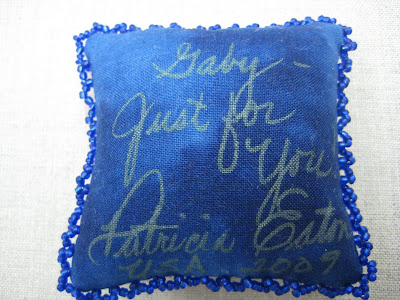 Gaby -
Just for
You!
Patricia Eaton
USA 2009